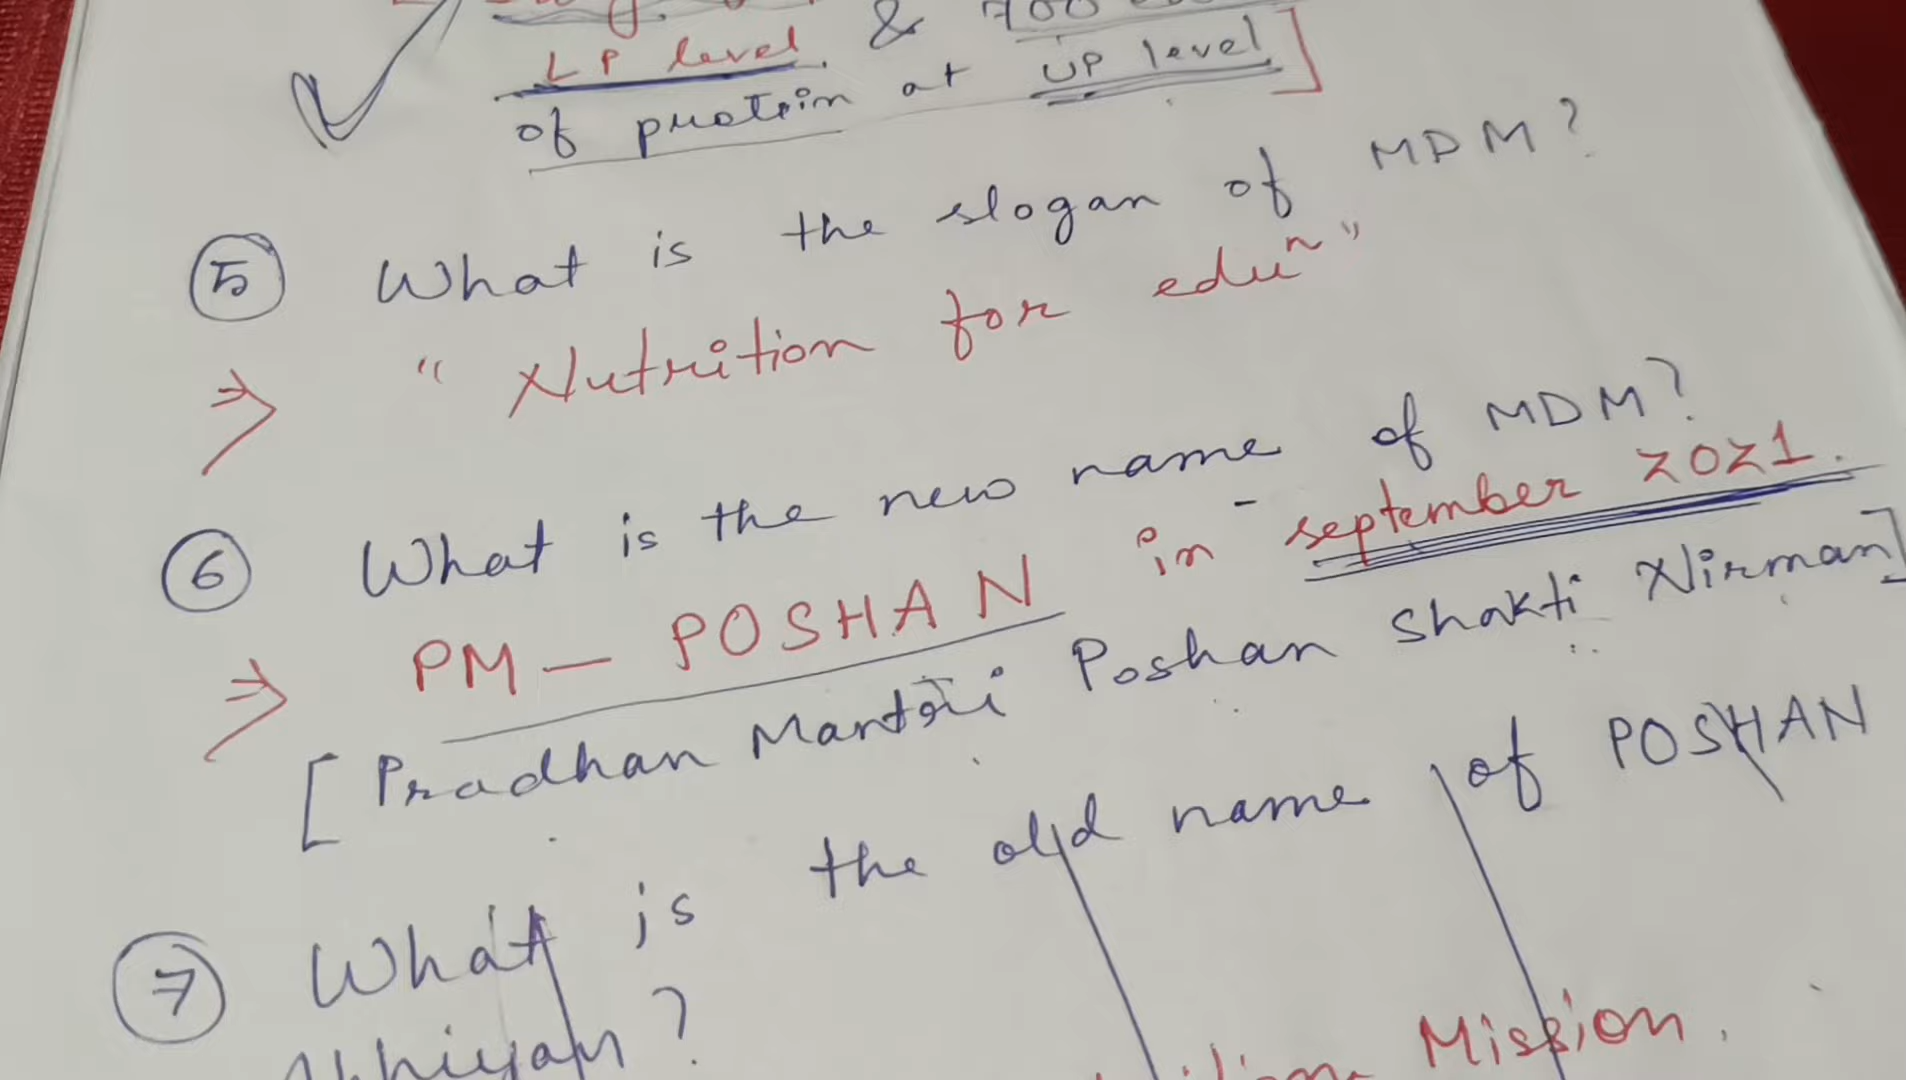 LP level. & 700
of protein at UP level]
5 What is the slogan of MDM?
⇒ "Nutrition for eduⁿ"
6 What is the new name of MDM?
⇒ PM - POSHAN in - september 2021.
[Pradhan Mantri Poshan Shakti Nirman]
7 What is the old name of POSHAN
Abhiyan?
Mission.